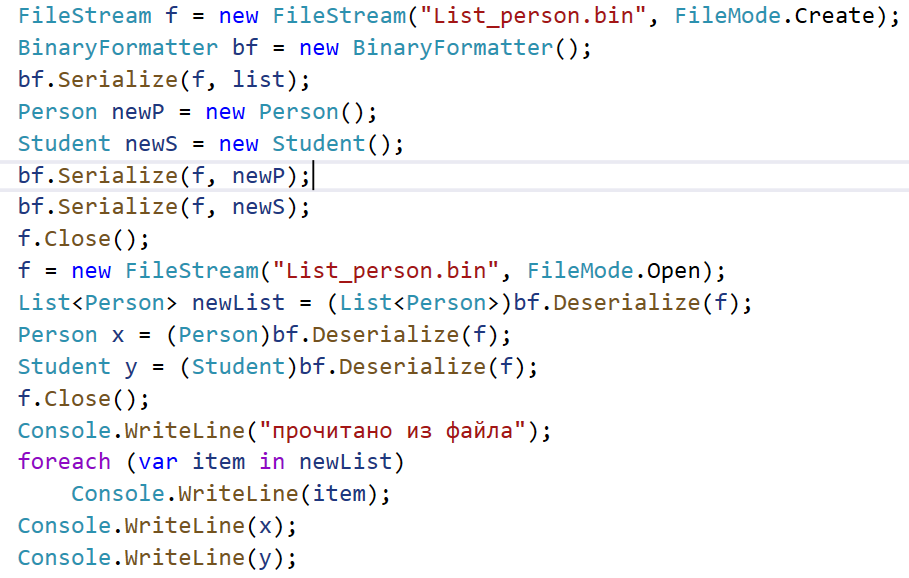 FileStream f = new FileStream("List_person.bin", FileMode.Create);
BinaryFormatter bf = new BinaryFormatter();
bf.Serialize(f, list);
Person newP = new Person();
Student newS = new Student();
bf.Serialize(f, newP);
bf.Serialize(f, newS);
f.Close();
f = new FileStream("List_person.bin", FileMode.Open);
List<Person> newList = (List<Person>)bf.Deserialize(f);
Person x = (Person)bf.Deserialize(f);
Student y = (Student)bf.Deserialize(f);
f.Close();
Console.WriteLine("прочитано из файла");
foreach (var item in newList)
    Console.WriteLine(item);
Console.WriteLine(x);
Console.WriteLine(y);